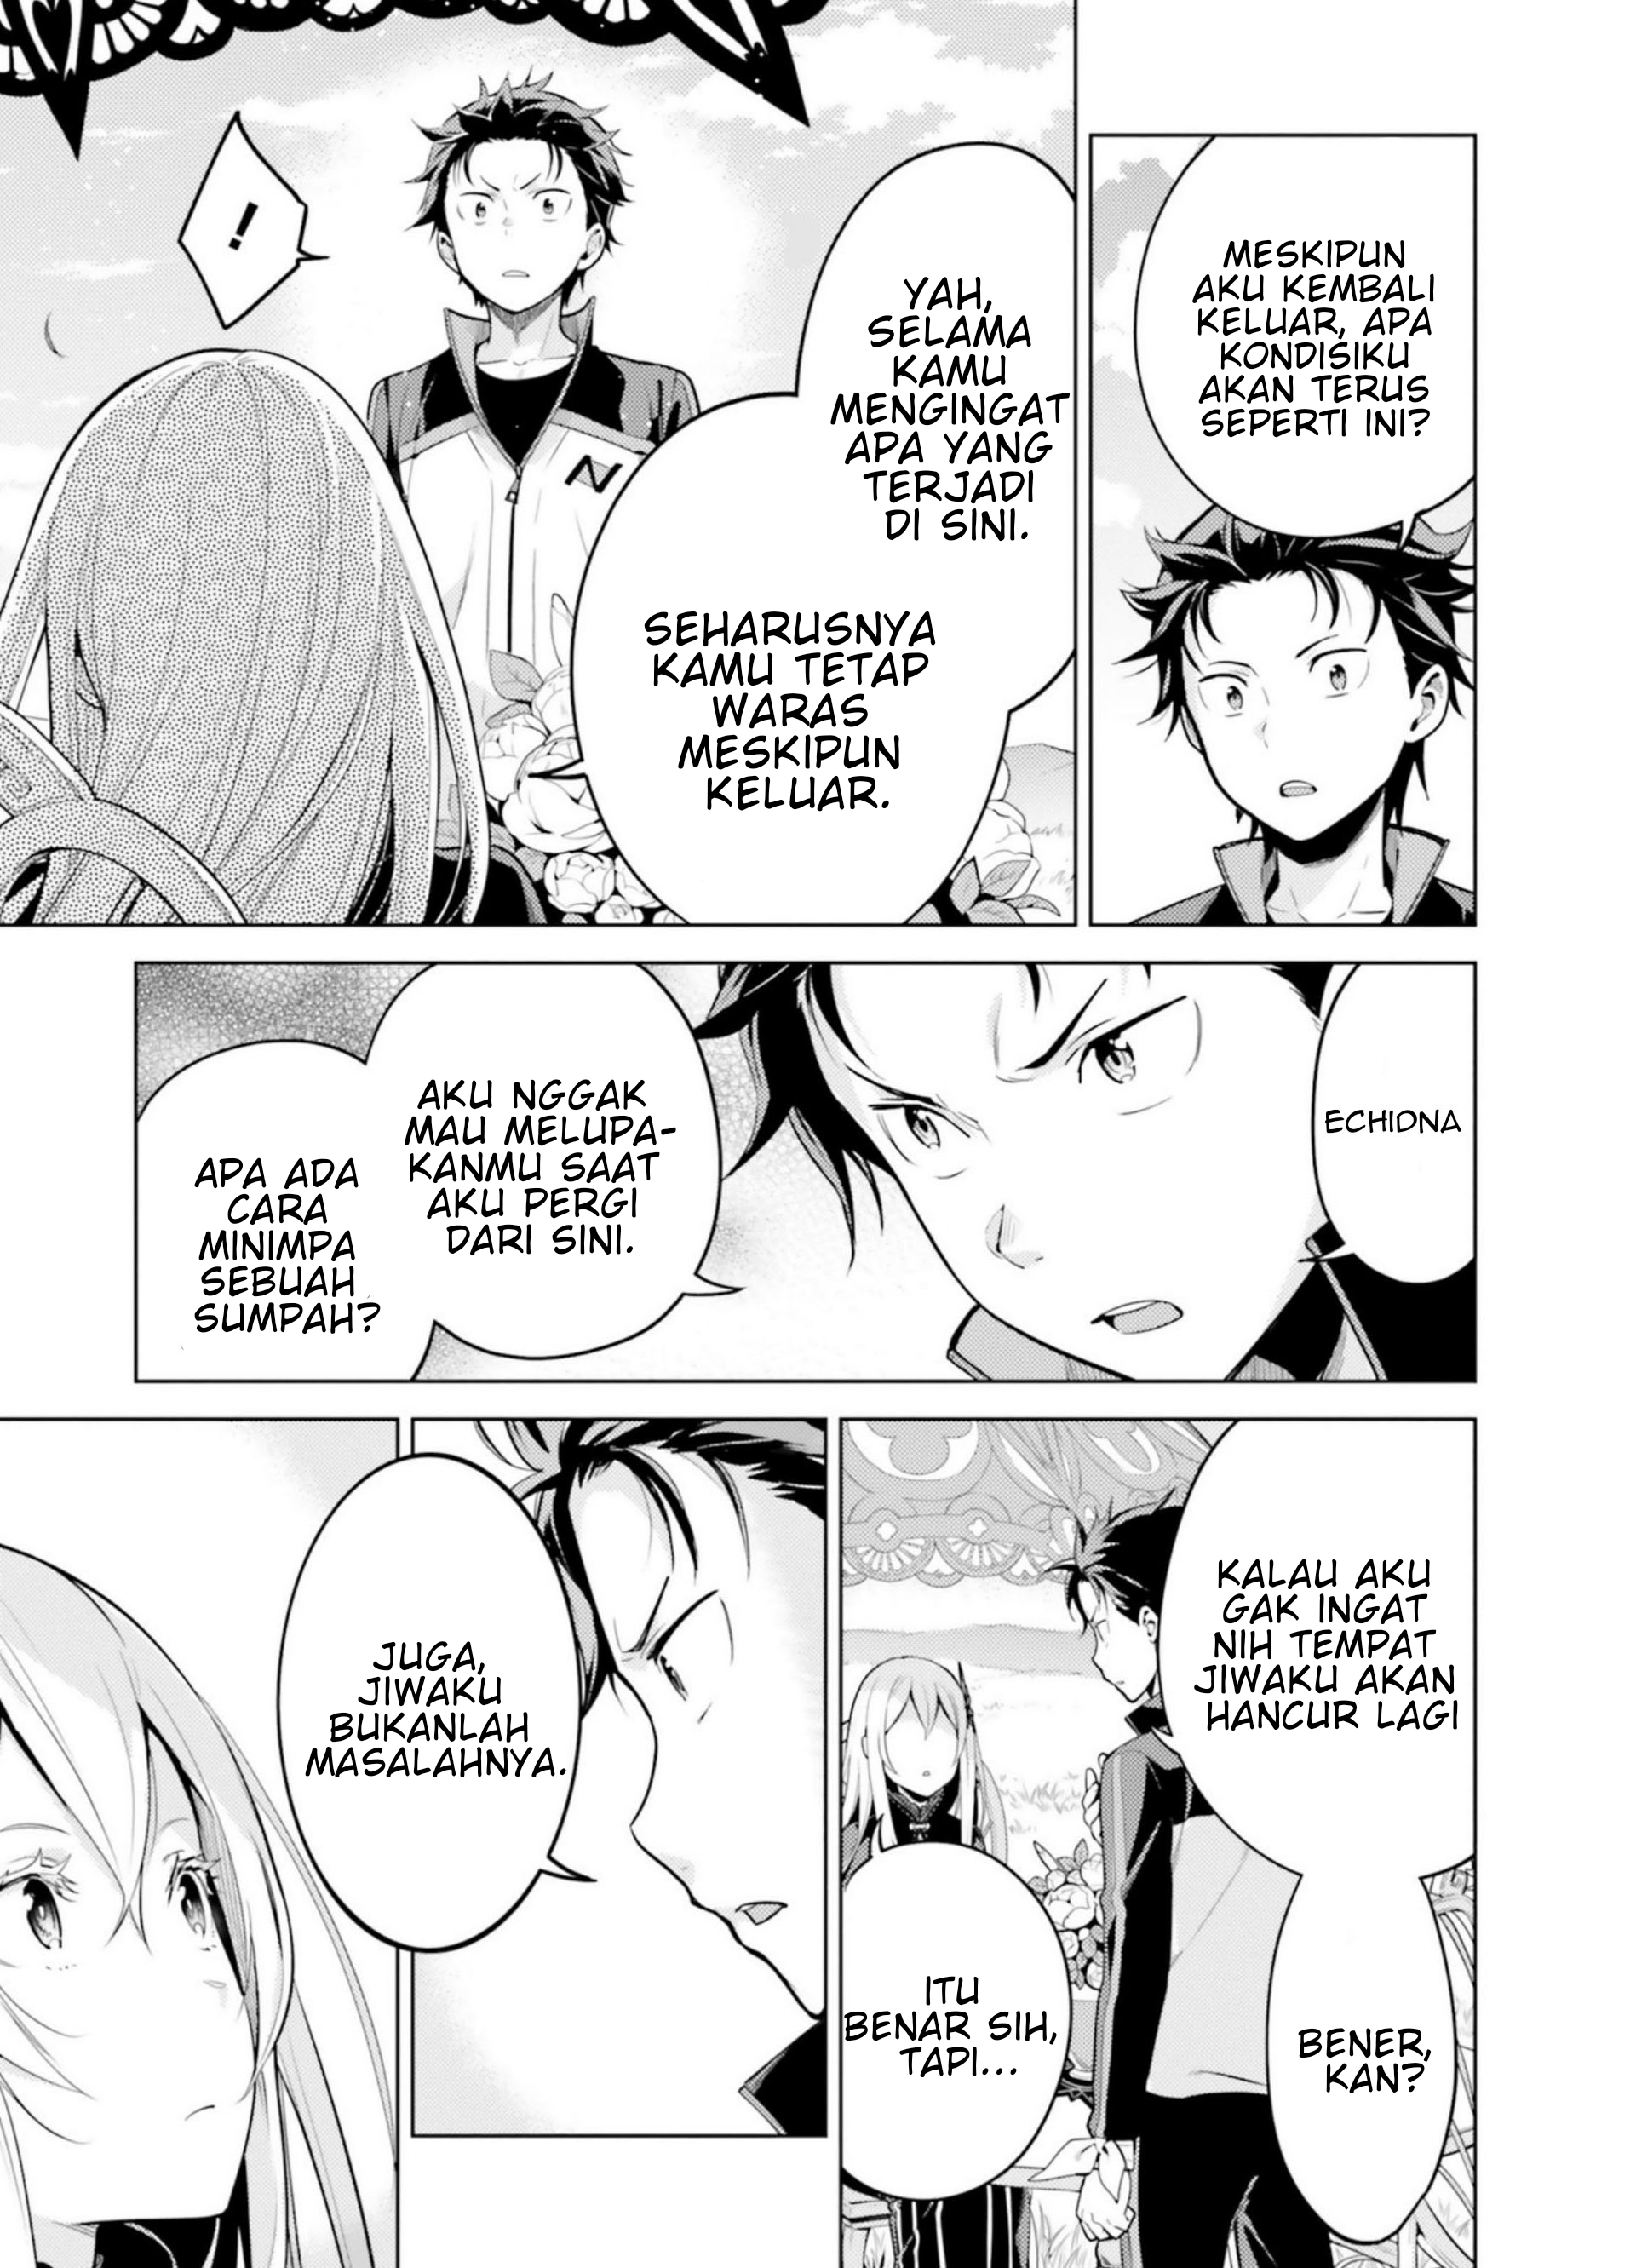 MESKIPUN
AKU KEMBALI
KELUAR, APA
KONDISIKU
AKAN TERUS
SEPERTI INI?
YAH,
SELAMA
KAMU
MENGINGAT
APA YANG
TERJADI
DI SINI.
SEHARUSNYA
KAMU TETAP
WARAS
MESKIPUN
KELUAR.
!
N
ECHIDNA
AKU NGGAK
MAU MELUPA-
KANMU SAAT
AKU PERGI
DARI SINI.
APA ADA
CARA
MINIMPA
SEBUAH
SUMPAH?
KALAU AKU
GAK INGAT
NIH TEMPAT
JIWAKU AKAN
HANCUR LAGI
BENER,
KAN?
ITU
BENAR SIH,
TAPI...
JUGA,
JIWAKU
BUKANLAH
MASALAHNYA.